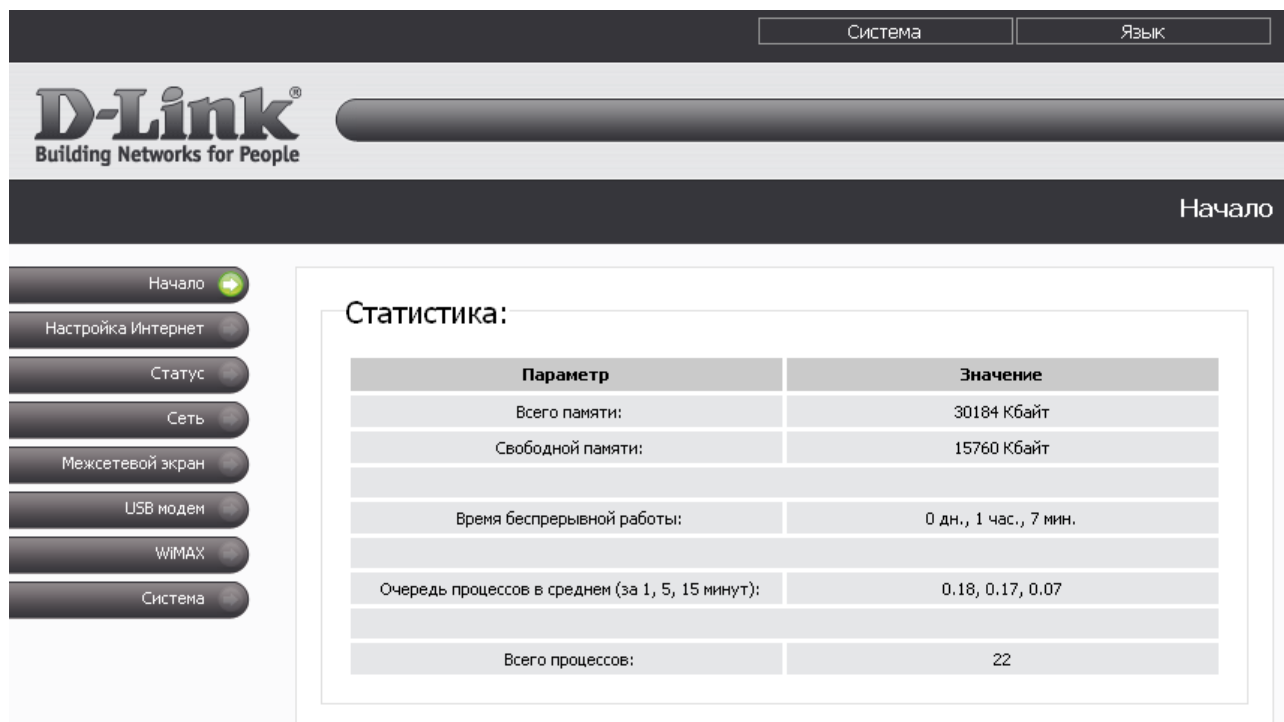 Система Язык
D-Link®
Building Networks for People
Начало
Начало
Настройка Интернет
Статус
Сеть
Межсетевой экран
USB модем
WiMAX
Система
Статистика:
Параметр Значение
Всего памяти: 30184 Кбайт
Свободной памяти: 15760 Кбайт
Время беспрерывной работы: 0 дн., 1 час., 7 мин.
Очередь процессов в среднем (за 1, 5, 15 минут): 0.18, 0.17, 0.07
Всего процессов: 22